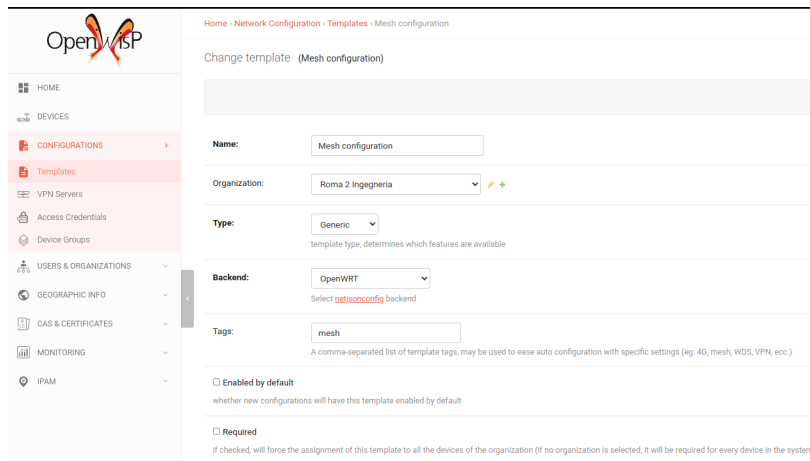 OpenWISP
Home › Network Configuration › Templates › Mesh configuration
Change template (Mesh configuration)
HOME
DEVICES
CONFIGURATIONS
Templates
VPN Servers
Access Credentials
Device Groups
USERS & ORGANIZATIONS
GEOGRAPHIC INFO
CAS & CERTIFICATES
MONITORING
IPAM
Name:
Mesh configuration
Organization:
Roma 2 Ingegneria
Type:
Generic
template type, determines which features are available
Backend:
OpenWRT
Select netjsonconfig backend
Tags:
mesh
A comma-separated list of template tags, may be used to ease auto configuration with specific settings (eg: 4G, mesh, WDS, VPN, ecc.)
Enabled by default
whether new configurations will have this template enabled by default
Required
if checked, will force the assignment of this template to all the devices of the organization (if no organization is selected, it will be required for every device in the system